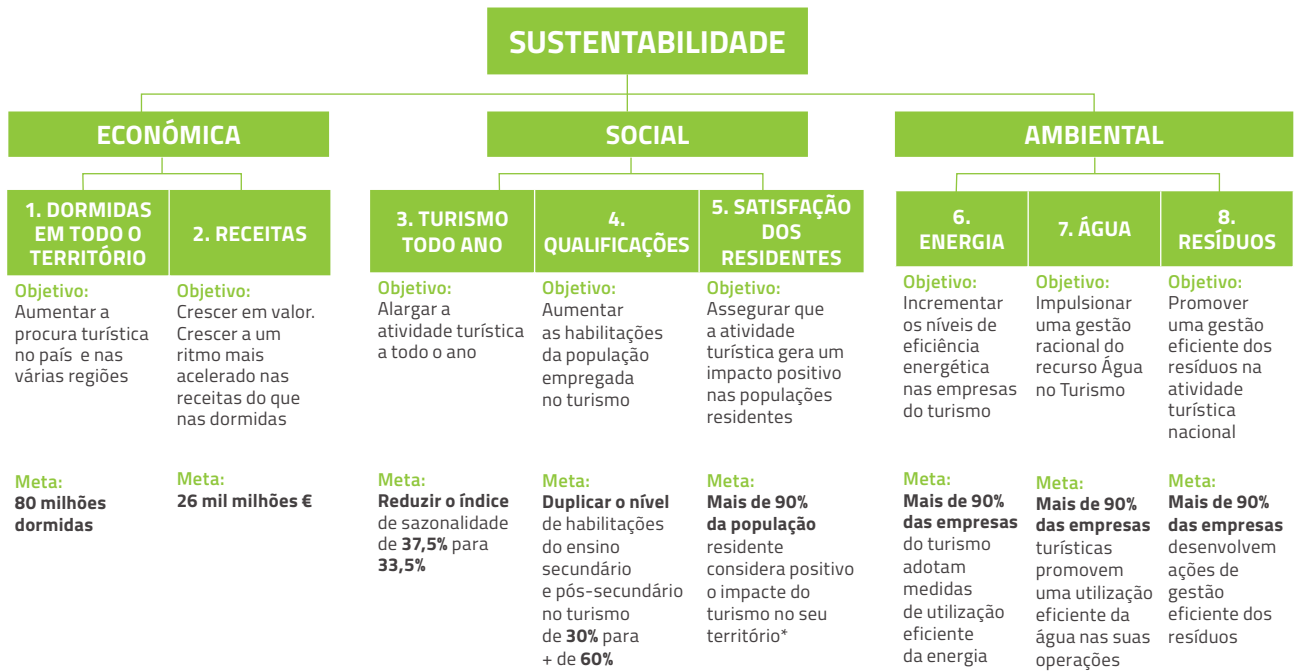 SUSTENTABILIDADE
ECONÓMICA
1. DORMIDAS
EM TODO O
TERRITÓRIO
Objetivo:
Aumentar a
procura turística
no país e nas
várias regiões
Meta:
80 milhões
dormidas
2. RECEITAS
Objetivo:
Crescer em valor.
Crescer a um
ritmo mais
acelerado nas
receitas do que
nas dormidas
Meta:
26 mil milhões €
SOCIAL
3. TURISMO
TODO ANO
Objetivo:
Alargar a
atividade turística
a todo o ano
Meta:
Reduzir o índice
de sazonalidade
de 37,5% para
33,5%
4.
QUALIFICAÇÕES
Objetivo:
Aumentar
as habilitações
da população
empregada
no turismo
Meta:
Duplicar o nível
de habilitações
do ensino
secundário
e pós-secundário
no turismo
de 30% para
+ de 60%
5. SATISFAÇÃO
DOS
RESIDENTES
Objetivo:
Assegurar que
a atividade
turística gera um
impacto positivo
nas populações
residentes
Meta:
Mais de 90%
da população
residente
considera positivo
o impacte do
turismo no seu
território*
AMBIENTAL
6.
ENERGIA
Objetivo:
Incrementar
os níveis de
eficiência
energética
nas empresas
do turismo
Meta:
Mais de 90%
das empresas
do turismo
adotam
medidas
de utilização
eficiente
da energia
7. ÁGUA
Objetivo:
Impulsionar
uma gestão
racional do
recurso Água
no Turismo
Meta:
Mais de 90%
das empresas
turísticas
promovem
uma utilização
eficiente da
água nas suas
operações
8.
RESÍDUOS
Objetivo:
Promover
uma gestão
eficiente dos
resíduos na
atividade
turística
nacional
Meta:
Mais de 90%
das empresas
desenvolvem
ações de
gestão
eficiente dos
resíduos